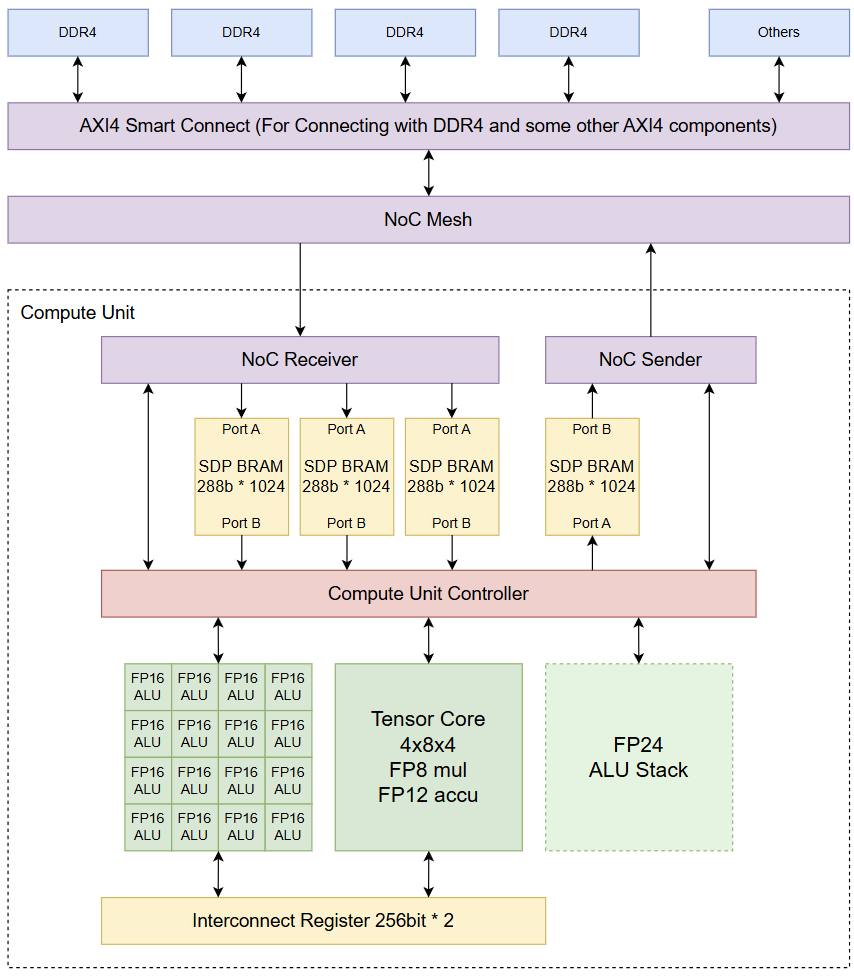 DDR4
DDR4
DDR4
DDR4
Others
AXI4 Smart Connect (For Connecting with DDR4 and some other AXI4 components)
NoC Mesh
Compute Unit
NoC Receiver
NoC Sender
Port A
SDP BRAM
288b * 1024
Port B
Port A
SDP BRAM
288b * 1024
Port B
Port A
SDP BRAM
288b * 1024
Port B
Port B
SDP BRAM
288b * 1024
Port A
Compute Unit Controller
FP16
ALU
FP16
ALU
FP16
ALU
FP16
ALU
FP16
ALU
FP16
ALU
FP16
ALU
FP16
ALU
FP16
ALU
FP16
ALU
FP16
ALU
FP16
ALU
FP16
ALU
FP16
ALU
FP16
ALU
FP16
ALU
Tensor Core
4x8x4
FP8 mul
FP12 accu
FP24
ALU Stack
Interconnect Register 256bit * 2